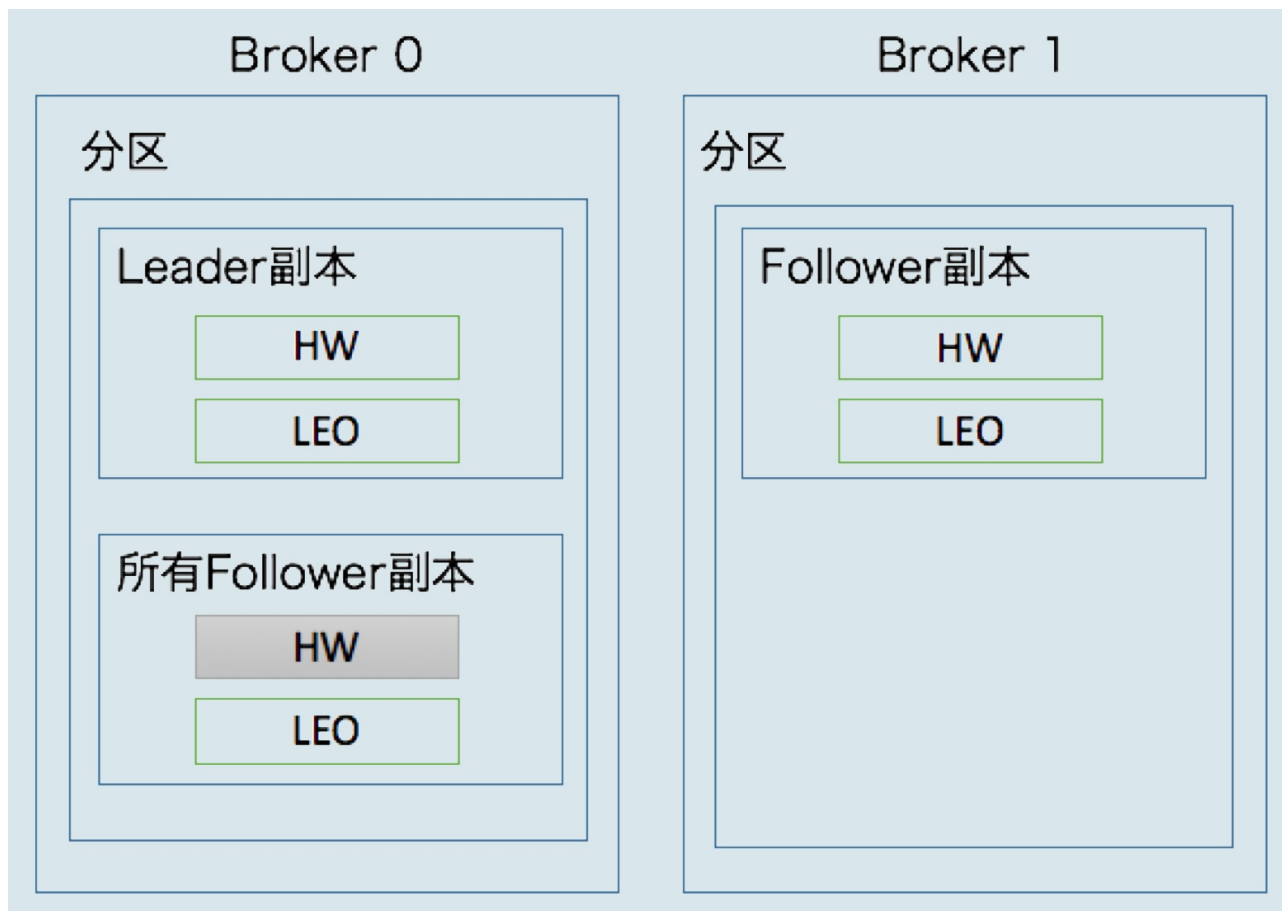 Broker 0
分区
Leader副本
HW
LEO
所有Follower副本
HW
LEO
Broker 1
分区
Follower副本
HW
LEO